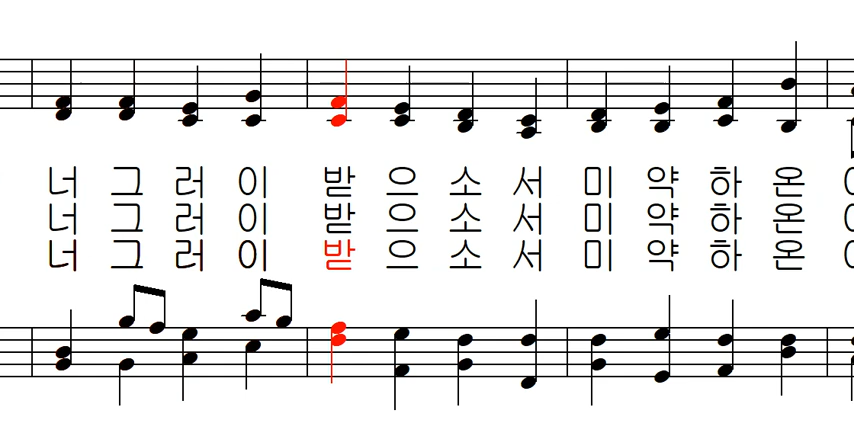 너 그 러 이 받 으 소 서 미 약 하 온
너 그 러 이 받 으 소 서 미 약 하 온
너 그 러 이 받 으 소 서 미 약 하 온